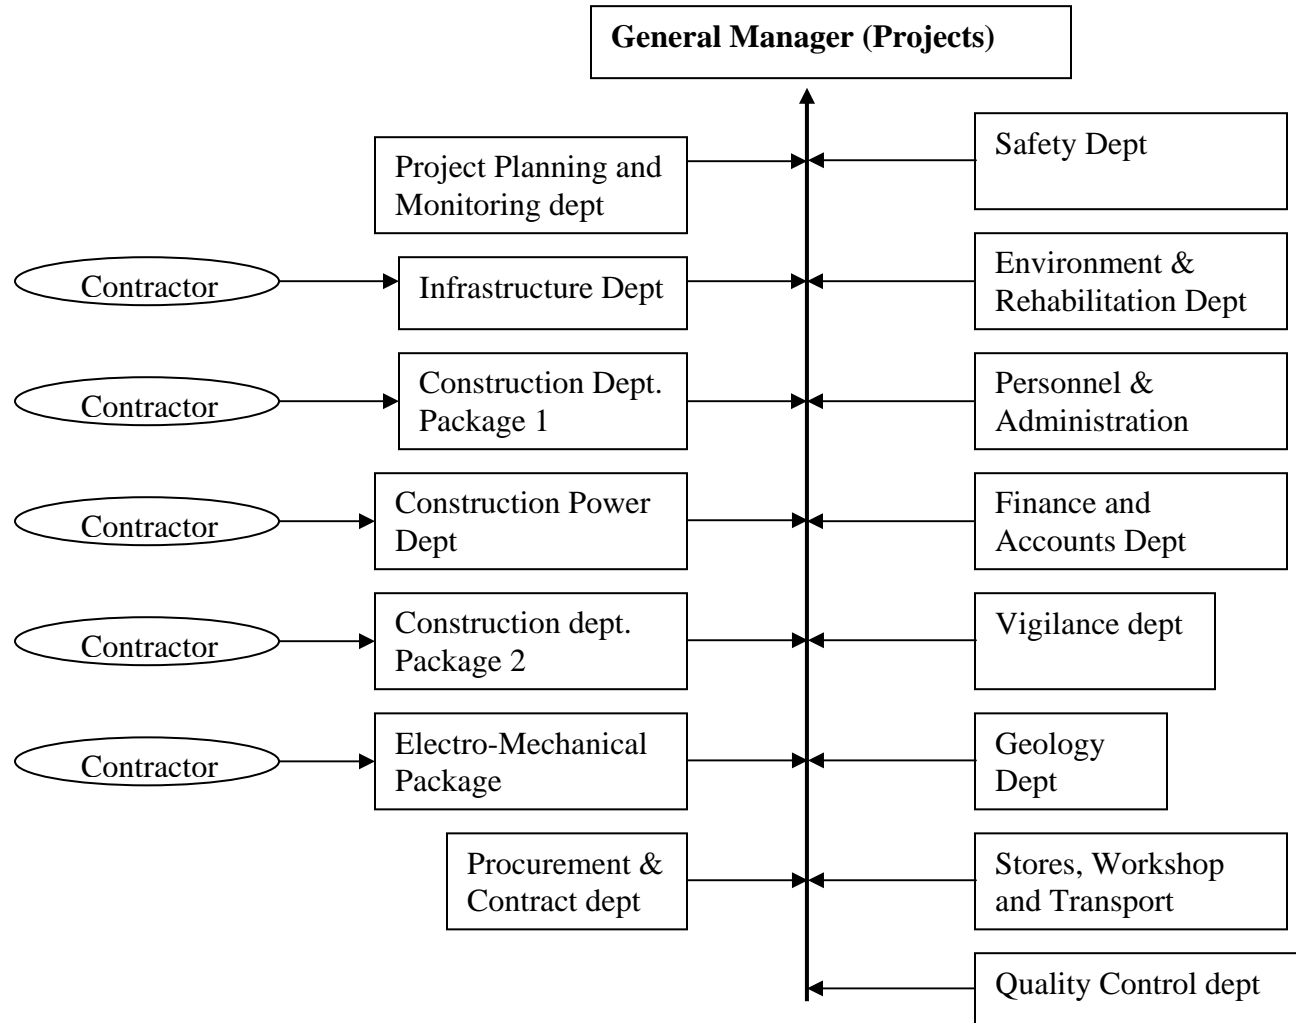 General Manager (Projects)
Project Planning and
Monitoring dept
Safety Dept
Contractor
Infrastructure Dept
Environment &
Rehabilitation Dept
Contractor
Construction Dept.
Package 1
Personnel &
Administration
Contractor
Construction Power
Dept
Finance and
Accounts Dept
Contractor
Construction dept.
Package 2
Vigilance dept
Contractor
Electro-Mechanical
Package
Geology
Dept
Procurement &
Contract dept
Stores, Workshop
and Transport
Quality Control dept